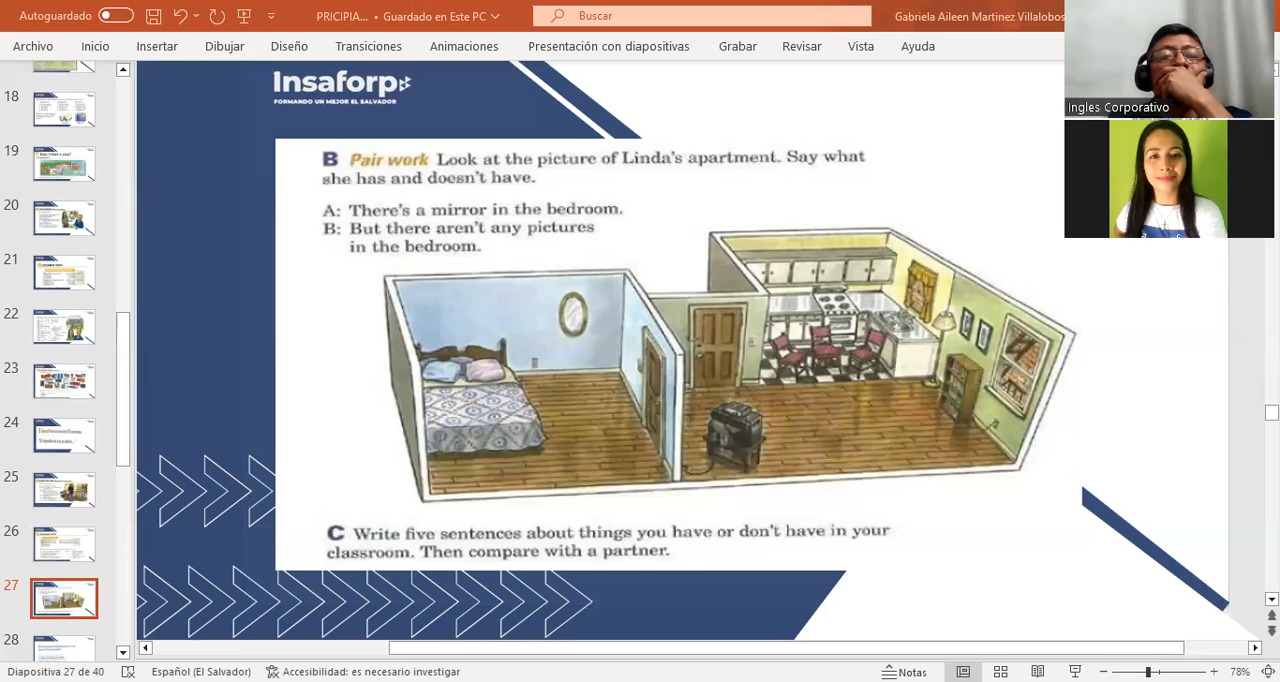 Autoguardado
PRICIPIA... • Guardado en Este PC
Buscar
Gabriela Aileen Martinez Villalobos
Archivo Inicio Insertar Dibujar Diseño Transiciones Animaciones Presentación con diapositivas Grabar Revisar Vista Ayuda
18
19
20
21
22
23
24
25
26
27
28
Insaforp
FORMANDO UN MEJOR EL SALVADOR
B Pair work Look at the picture of Linda's apartment. Say what
she has and doesn't have.
A: There's a mirror in the bedroom.
B: But there aren't any pictures
in the bedroom.
C Write five sentences about things you have or don't have in your
classroom. Then compare with a partner.
Ingles Corporativo
Diapositiva 27 de 40 Español (El Salvador) Accesibilidad: es necesario investigar Notas 78%